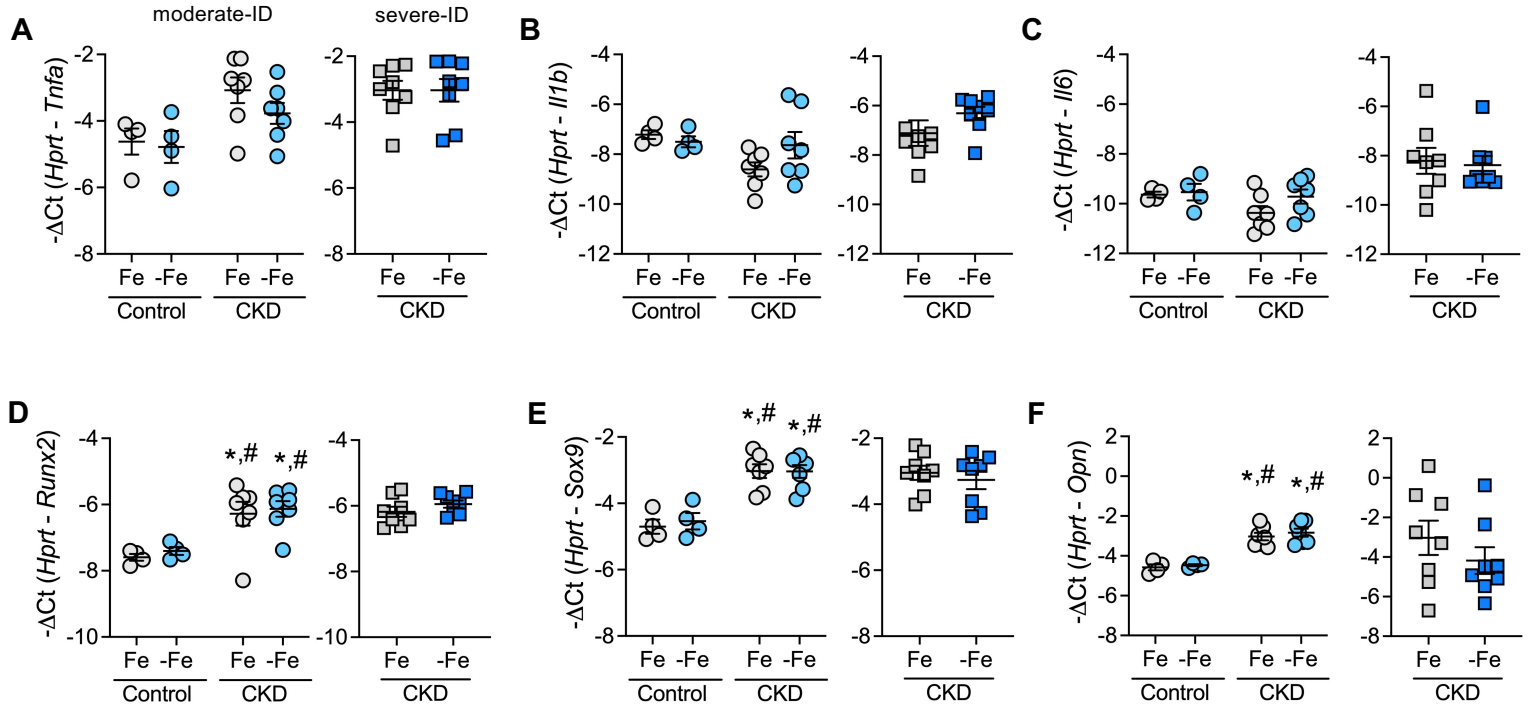 moderate-ID severe-ID
A B C
-ΔCt (Hprt - Tnfa)
-2 -4 -6 -8
-2 -4 -6 -8
Fe -Fe Fe -Fe Fe -Fe
Control CKD CKD
-ΔCt (Hprt - Il1b)
-4 -6 -8 -10 -12
-4 -6 -8 -10 -12
Fe -Fe Fe -Fe Fe -Fe
Control CKD CKD
-ΔCt (Hprt - Il6)
-4 -6 -8 -10 -12
-4 -6 -8 -10 -12
Fe -Fe Fe -Fe Fe -Fe
Control CKD CKD
D E F
-ΔCt (Hprt - Runx2)
-4 -6 -8 -10
*,# *,#
-4 -6 -8 -10
Fe -Fe Fe -Fe Fe -Fe
Control CKD CKD
-ΔCt (Hprt - Sox9)
-2 -4 -6 -8
*,# *,#
-2 -4 -6 -8
Fe -Fe Fe -Fe Fe -Fe
Control CKD CKD
-ΔCt (Hprt - Opn)
2 0 -2 -4 -6 -8
*,# *,#
2 0 -2 -4 -6 -8
Fe -Fe Fe -Fe Fe -Fe
Control CKD CKD